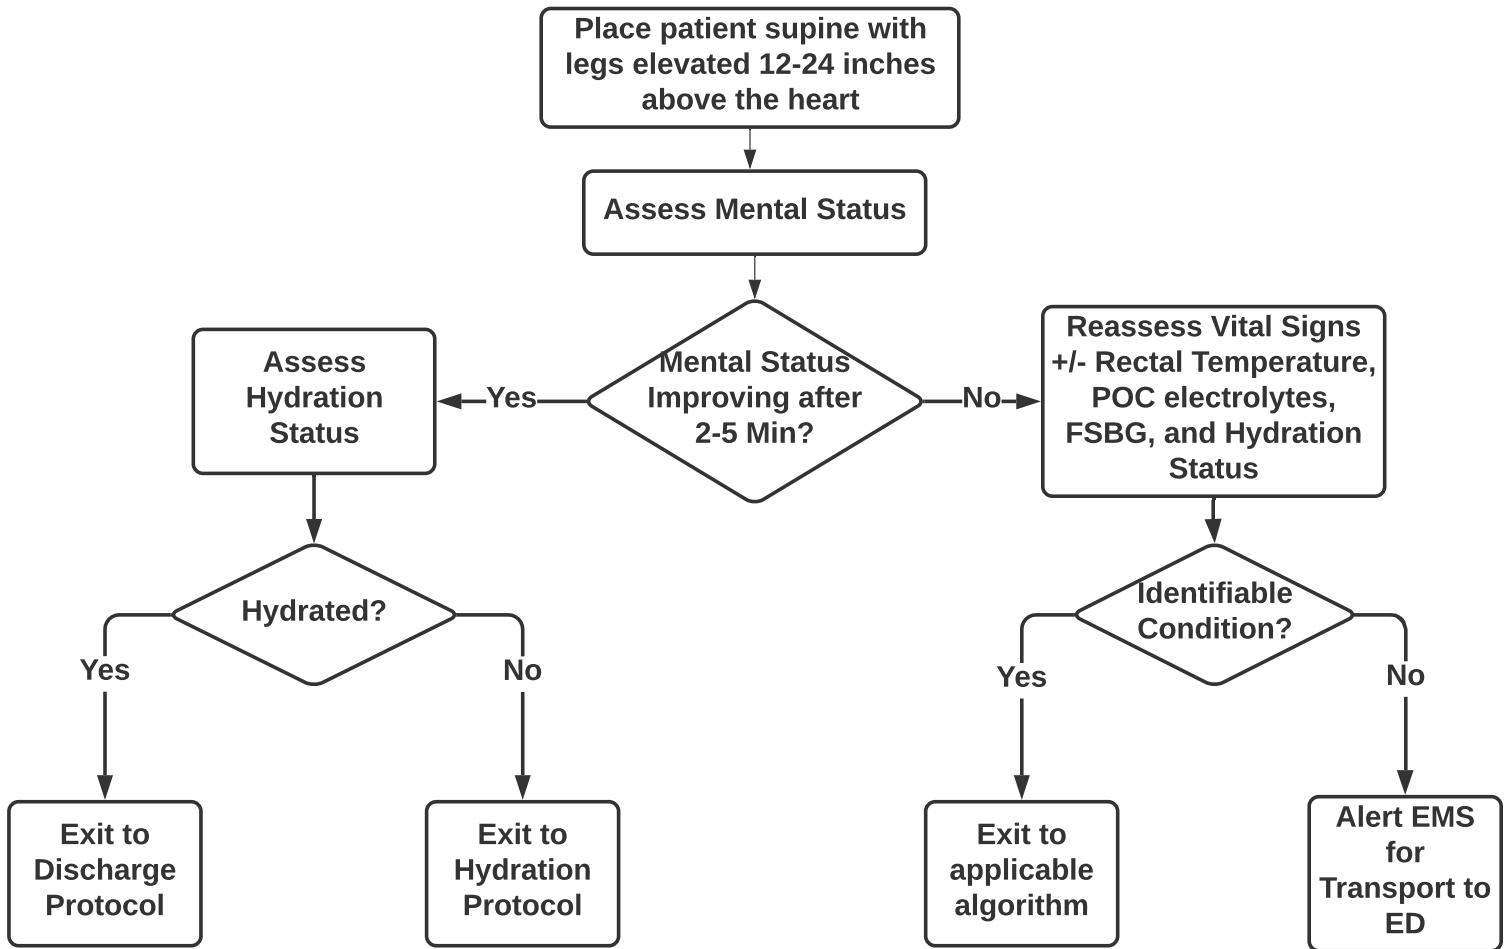 Place patient supine with
legs elevated 12-24 inches
above the heart
Assess Mental Status
Mental Status
Improving after
2-5 Min?
Yes
No
Assess
Hydration
Status
Reassess Vital Signs
+/- Rectal Temperature,
POC electrolytes,
FSBG, and Hydration
Status
Hydrated?
Yes
No
Identifiable
Condition?
Yes
No
Exit to
Discharge
Protocol
Exit to
Hydration
Protocol
Exit to
applicable
algorithm
Alert EMS
for
Transport to
ED